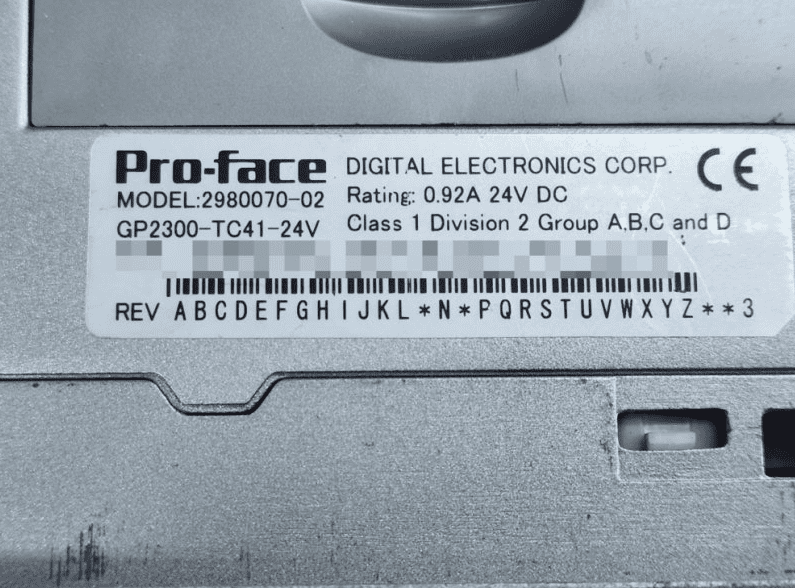 Pro-face DIGITAL ELECTRONICS CORP. CE
MODEL:2980070-02 Rating: 0.92A 24V DC
GP2300-TC41-24V Class 1 Division 2 Group A,B,C and D
REV ABCDEFGHIJKL*N*PQRSTUVWXYZ**3